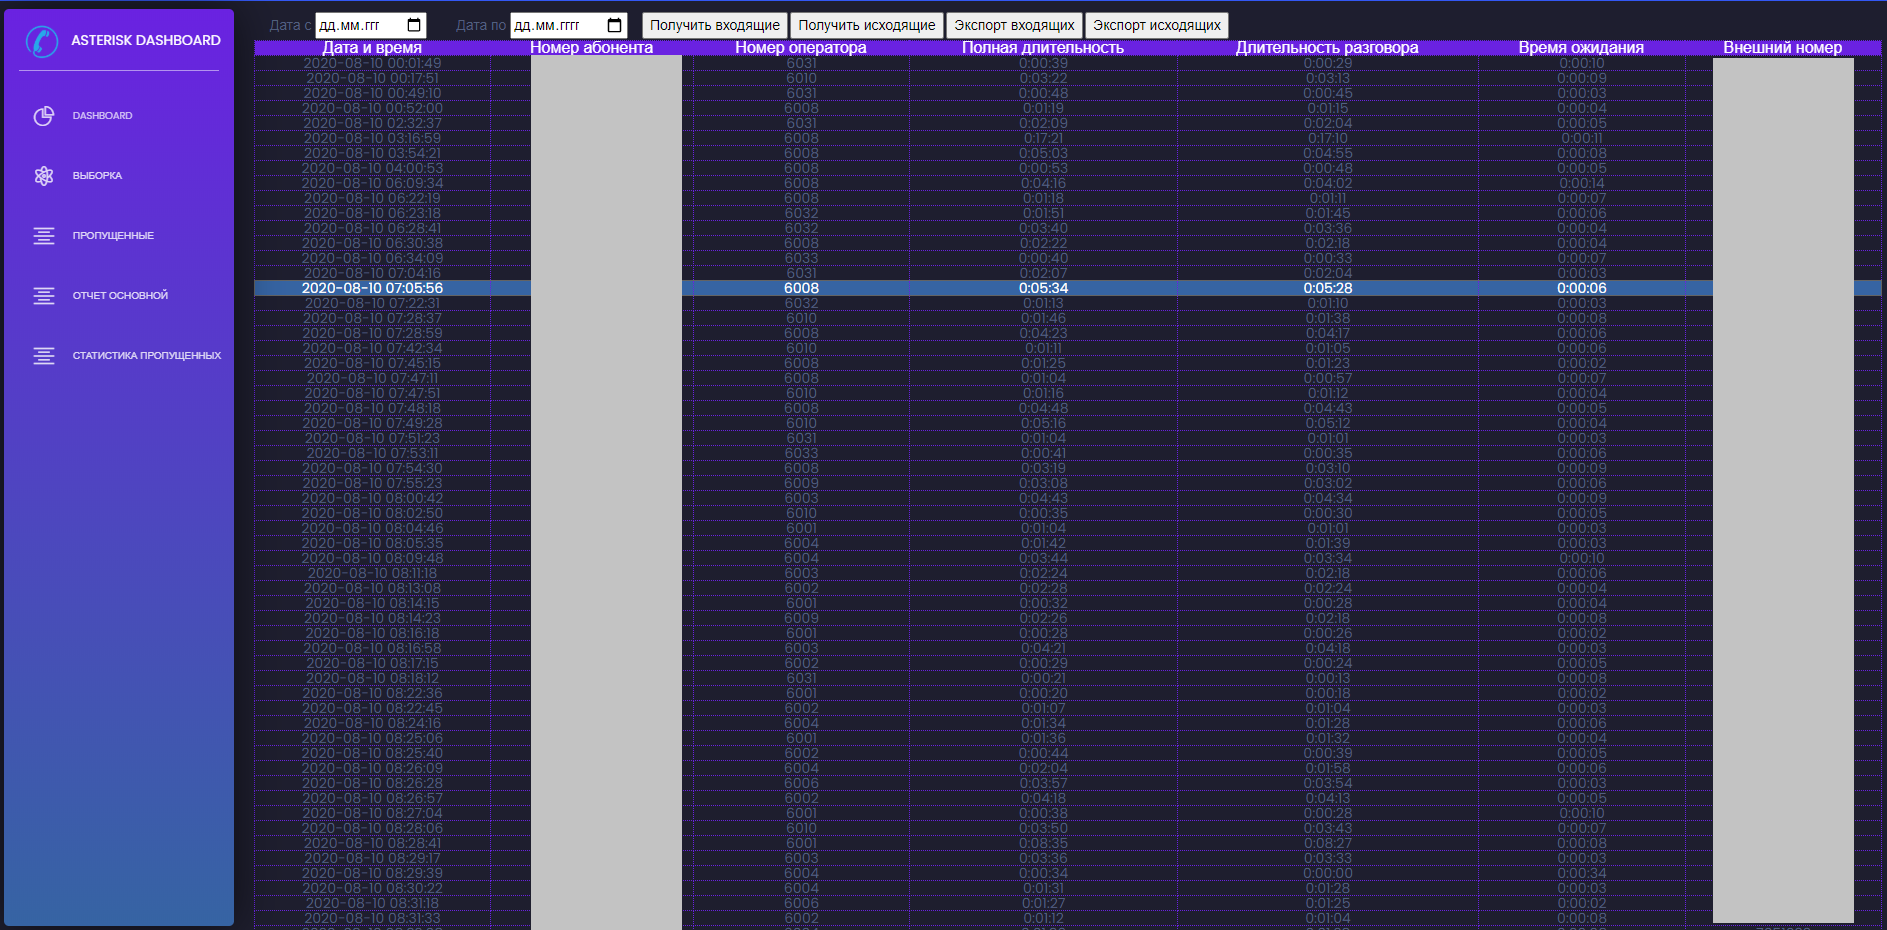 ASTERISK DASHBOARD
DASHBOARD
ВЫБОРКА
ПРОПУЩЕННЫЕ
ОТЧЕТ ОСНОВНОЙ
СТАТИСТИКА ПРОПУЩЕННЫХ
Дата с дд.мм.гггг Дата по дд.мм.гггг Получить входящие Получить исходящие Экспорт входящих Экспорт исходящих
Дата и время Номер абонента Номер оператора Полная длительность Длительность разговора Время ожидания Внешний номер
2020-08-10 00:01:49 6031 0:00:39 0:00:29 0:00:10
2020-08-10 00:17:51 6010 0:03:22 0:03:13 0:00:09
2020-08-10 00:49:10 6031 0:00:48 0:00:45 0:00:03
2020-08-10 00:52:00 6008 0:01:19 0:01:15 0:00:04
2020-08-10 02:32:37 6031 0:02:09 0:02:04 0:00:05
2020-08-10 03:16:59 6008 0:17:21 0:17:10 0:00:11
2020-08-10 03:54:21 6008 0:05:03 0:04:55 0:00:08
2020-08-10 04:00:53 6008 0:00:53 0:00:48 0:00:05
2020-08-10 06:09:34 6008 0:04:16 0:04:02 0:00:14
2020-08-10 06:22:19 6008 0:01:18 0:01:11 0:00:07
2020-08-10 06:23:18 6032 0:01:51 0:01:45 0:00:06
2020-08-10 06:28:41 6032 0:03:40 0:03:36 0:00:04
2020-08-10 06:30:38 6008 0:02:22 0:02:18 0:00:04
2020-08-10 06:34:09 6033 0:00:40 0:00:33 0:00:07
2020-08-10 07:04:16 6031 0:02:07 0:02:04 0:00:03
2020-08-10 07:05:56 6008 0:05:34 0:05:28 0:00:06
2020-08-10 07:22:31 6032 0:01:13 0:01:10 0:00:03
2020-08-10 07:28:37 6010 0:01:46 0:01:38 0:00:08
2020-08-10 07:28:59 6008 0:04:23 0:04:17 0:00:06
2020-08-10 07:42:34 6010 0:01:11 0:01:05 0:00:06
2020-08-10 07:45:15 6008 0:01:25 0:01:23 0:00:02
2020-08-10 07:47:11 6008 0:01:04 0:00:57 0:00:07
2020-08-10 07:47:51 6010 0:01:16 0:01:12 0:00:04
2020-08-10 07:48:18 6008 0:04:48 0:04:43 0:00:05
2020-08-10 07:49:28 6010 0:05:16 0:05:12 0:00:04
2020-08-10 07:51:23 6031 0:01:04 0:01:01 0:00:03
2020-08-10 07:53:11 6033 0:00:41 0:00:35 0:00:06
2020-08-10 07:54:30 6008 0:03:19 0:03:10 0:00:09
2020-08-10 07:55:23 6009 0:03:08 0:03:02 0:00:06
2020-08-10 08:00:42 6003 0:04:43 0:04:34 0:00:09
2020-08-10 08:02:50 6010 0:00:35 0:00:30 0:00:05
2020-08-10 08:04:46 6001 0:01:04 0:01:01 0:00:03
2020-08-10 08:05:35 6004 0:01:42 0:01:39 0:00:03
2020-08-10 08:09:48 6004 0:03:44 0:03:34 0:00:10
2020-08-10 08:11:18 6003 0:02:24 0:02:18 0:00:06
2020-08-10 08:13:08 6002 0:02:28 0:02:24 0:00:04
2020-08-10 08:14:15 6001 0:00:32 0:00:28 0:00:04
2020-08-10 08:14:23 6009 0:02:26 0:02:18 0:00:08
2020-08-10 08:16:18 6001 0:00:28 0:00:26 0:00:02
2020-08-10 08:16:58 6003 0:04:21 0:04:18 0:00:03
2020-08-10 08:17:15 6002 0:00:29 0:00:24 0:00:05
2020-08-10 08:18:12 6031 0:00:21 0:00:13 0:00:08
2020-08-10 08:22:36 6001 0:00:20 0:00:18 0:00:02
2020-08-10 08:22:45 6002 0:01:07 0:01:04 0:00:03
2020-08-10 08:24:16 6004 0:01:34 0:01:28 0:00:06
2020-08-10 08:25:06 6001 0:01:36 0:01:32 0:00:04
2020-08-10 08:25:40 6002 0:00:44 0:00:39 0:00:05
2020-08-10 08:26:09 6004 0:02:04 0:01:58 0:00:06
2020-08-10 08:26:28 6006 0:03:57 0:03:54 0:00:03
2020-08-10 08:26:57 6002 0:04:18 0:04:13 0:00:05
2020-08-10 08:27:04 6001 0:00:38 0:00:28 0:00:10
2020-08-10 08:28:06 6010 0:03:50 0:03:43 0:00:07
2020-08-10 08:28:41 6001 0:08:35 0:08:27 0:00:08
2020-08-10 08:29:17 6003 0:03:36 0:03:33 0:00:03
2020-08-10 08:29:39 6004 0:00:34 0:00:00 0:00:34
2020-08-10 08:30:22 6004 0:01:31 0:01:28 0:00:03
2020-08-10 08:31:18 6006 0:01:27 0:01:25 0:00:02
2020-08-10 08:31:33 6002 0:01:12 0:01:04 0:00:08